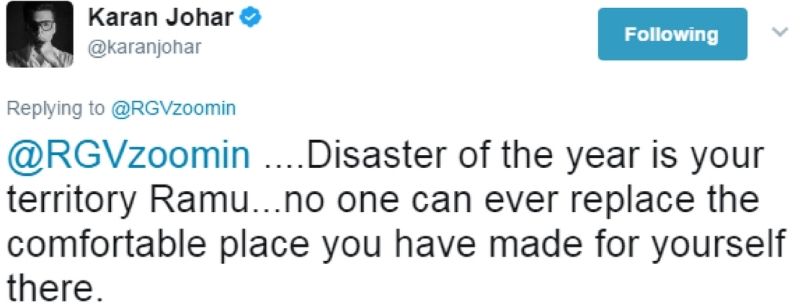 Karan Johar
@karanjohar
Following
Replying to @RGVzoomin
@RGVzoomin ....Disaster of the year is your
territory Ramu...no one can ever replace the
comfortable place you have made for yourself
there.